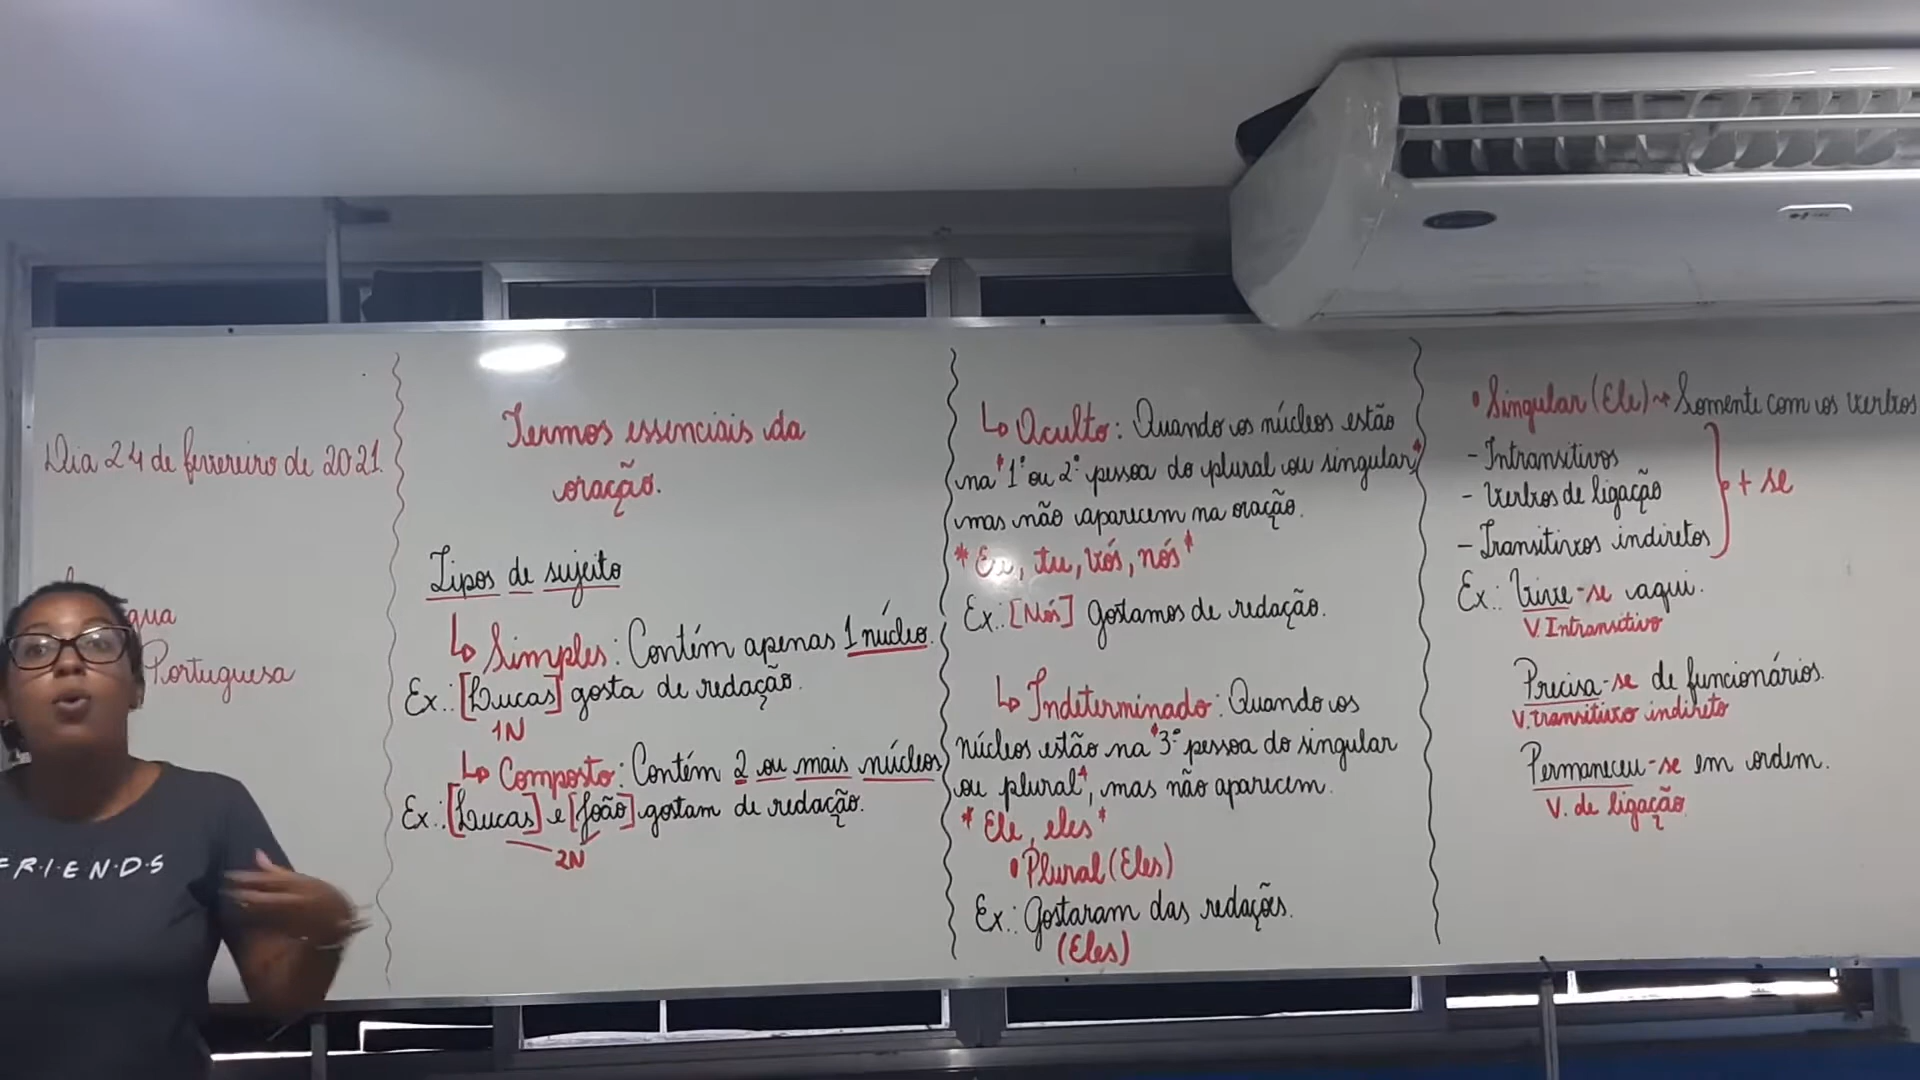 Dia 24 de fevereiro de 2021.
gua
Portuguesa
F·R·I·E·N·D·S
Termos essenciais da
oração.
Tipos de sujeito
↳ Simples: Contém apenas 1 núcleo.
Ex.: [Lucas] gosta de redação.
1N
↳ Composto: Contém 2 ou mais núcleos
Ex.: [Lucas] e [João] gostam de redação.
2N
↳ Oculto: Quando os núcleos estão
na *1ª ou 2ª pessoa do plural ou singular,*
mas não aparecem na oração.
*Eu, tu, vós, nós*
Ex.: [Nós] gostamos de redação.
↳ Indeterminado: Quando os
núcleos estão na *3ª pessoa do singular
ou plural*, mas não aparecem.
* Ele, eles *
• Plural (Eles)
Ex.: Gostaram das redações.
(Eles)
• Singular (Ele) → Somente com os verbos
- Intransitivos
- Verbos de ligação
- Transitivos indiretos
+ se
Ex.: Vive-se aqui.
V. Intransitivo
Precisa-se de funcionários.
V. transitivo indireto
Permaneceu-se em ordem.
V. de ligação